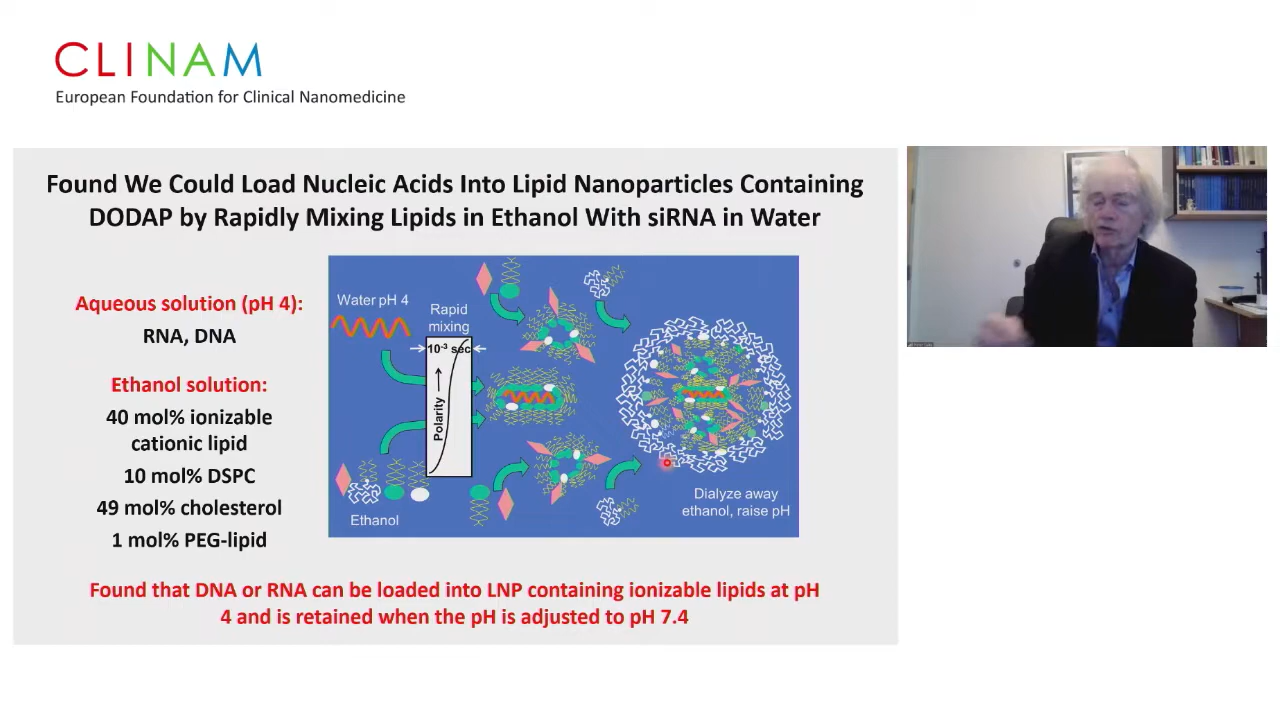 CLINAM
European Foundation for Clinical Nanomedicine
Found We Could Load Nucleic Acids Into Lipid Nanoparticles Containing
DODAP by Rapidly Mixing Lipids in Ethanol With siRNA in Water
Aqueous solution (pH 4):
RNA, DNA
Ethanol solution:
40 mol% ionizable
cationic lipid
10 mol% DSPC
49 mol% cholesterol
1 mol% PEG-lipid
Water pH 4
Rapid
mixing
10⁻³ sec
Polarity
Ethanol
Dialyze away
ethanol, raise pH
Found that DNA or RNA can be loaded into LNP containing ionizable lipids at pH
4 and is retained when the pH is adjusted to pH 7.4